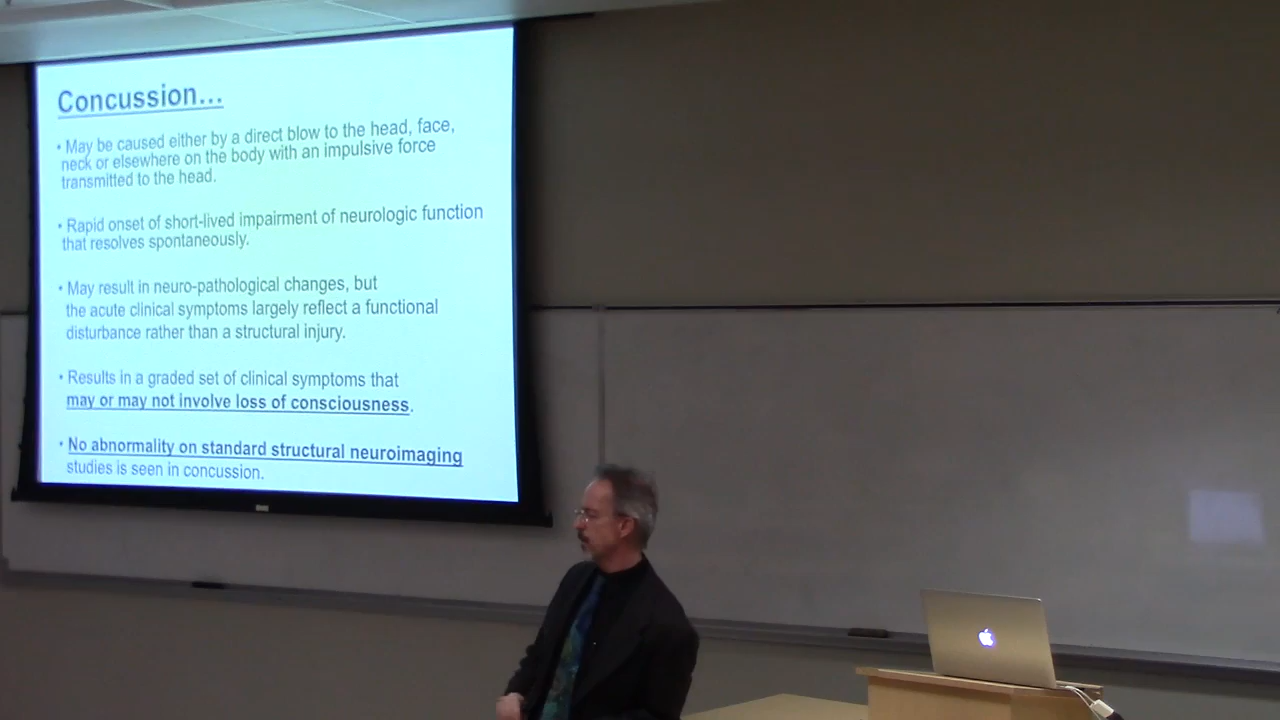 Concussion...
• May be caused either by a direct blow to the head, face,
neck or elsewhere on the body with an impulsive force
transmitted to the head.
• Rapid onset of short-lived impairment of neurologic function
that resolves spontaneously.
• May result in neuro-pathological changes, but
the acute clinical symptoms largely reflect a functional
disturbance rather than a structural injury.
• Results in a graded set of clinical symptoms that
may or may not involve loss of consciousness.
• No abnormality on standard structural neuroimaging
studies is seen in concussion.